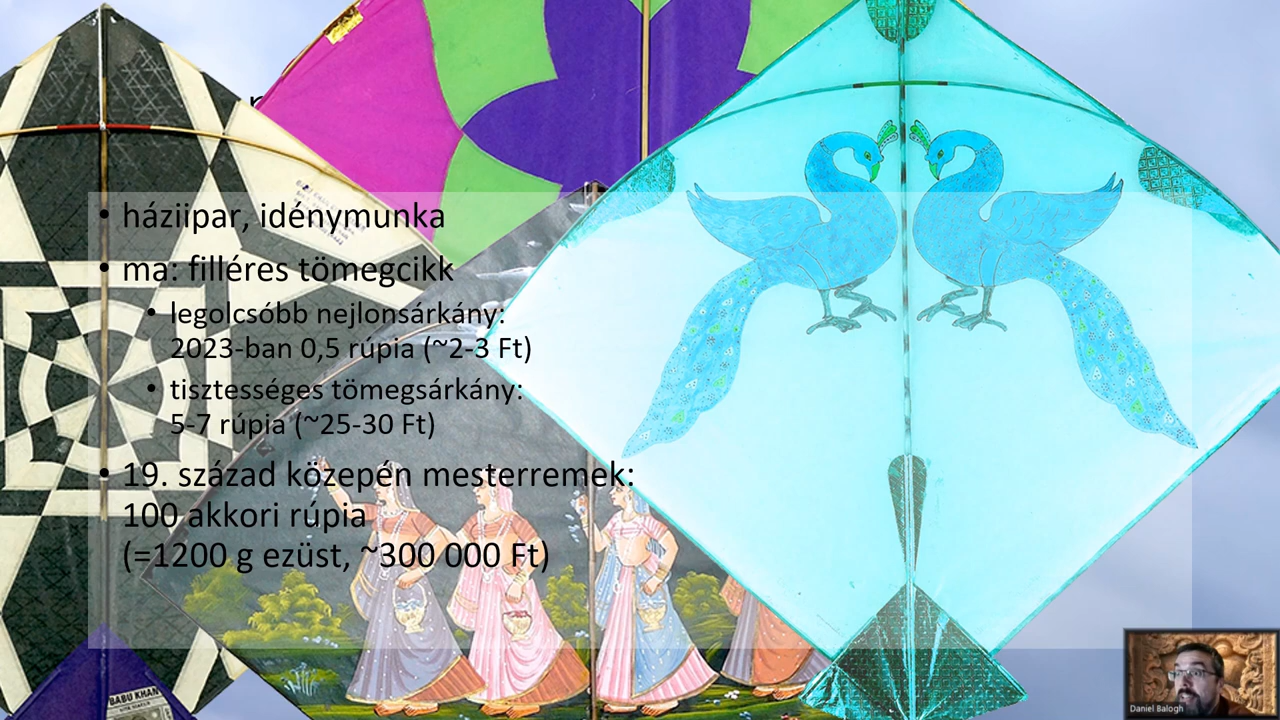 • háziipar, idénymunka
• ma: filléres tömegcikk
• legolcsóbb nejlonsárkány:
2023-ban 0,5 rúpia (~2-3 Ft)
• tisztességes tömegsárkány:
5-7 rúpia (~25-30 Ft)
• 19. század közepén mesterremek:
100 akkori rúpia
(=1200 g ezüst, ~300 000 Ft)
BABU KHAN
Daniel Balogh